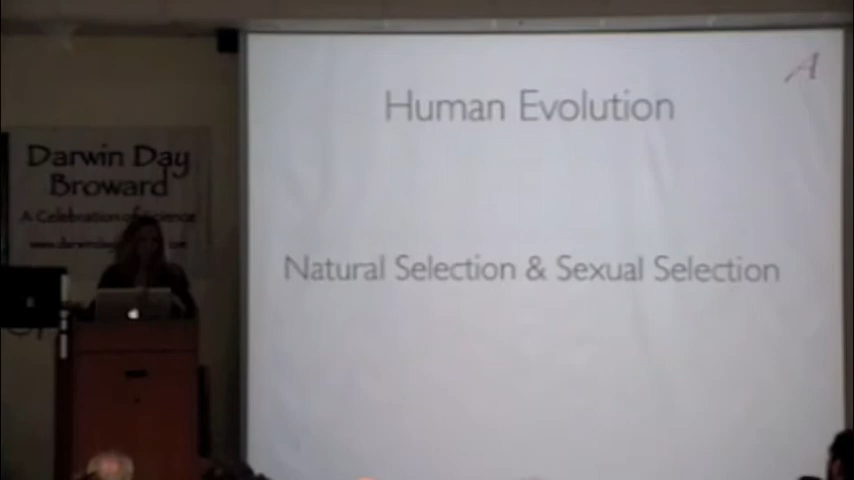 A
Human Evolution
Natural Selection & Sexual Selection
Darwin Day
Broward
A Celebration of Science